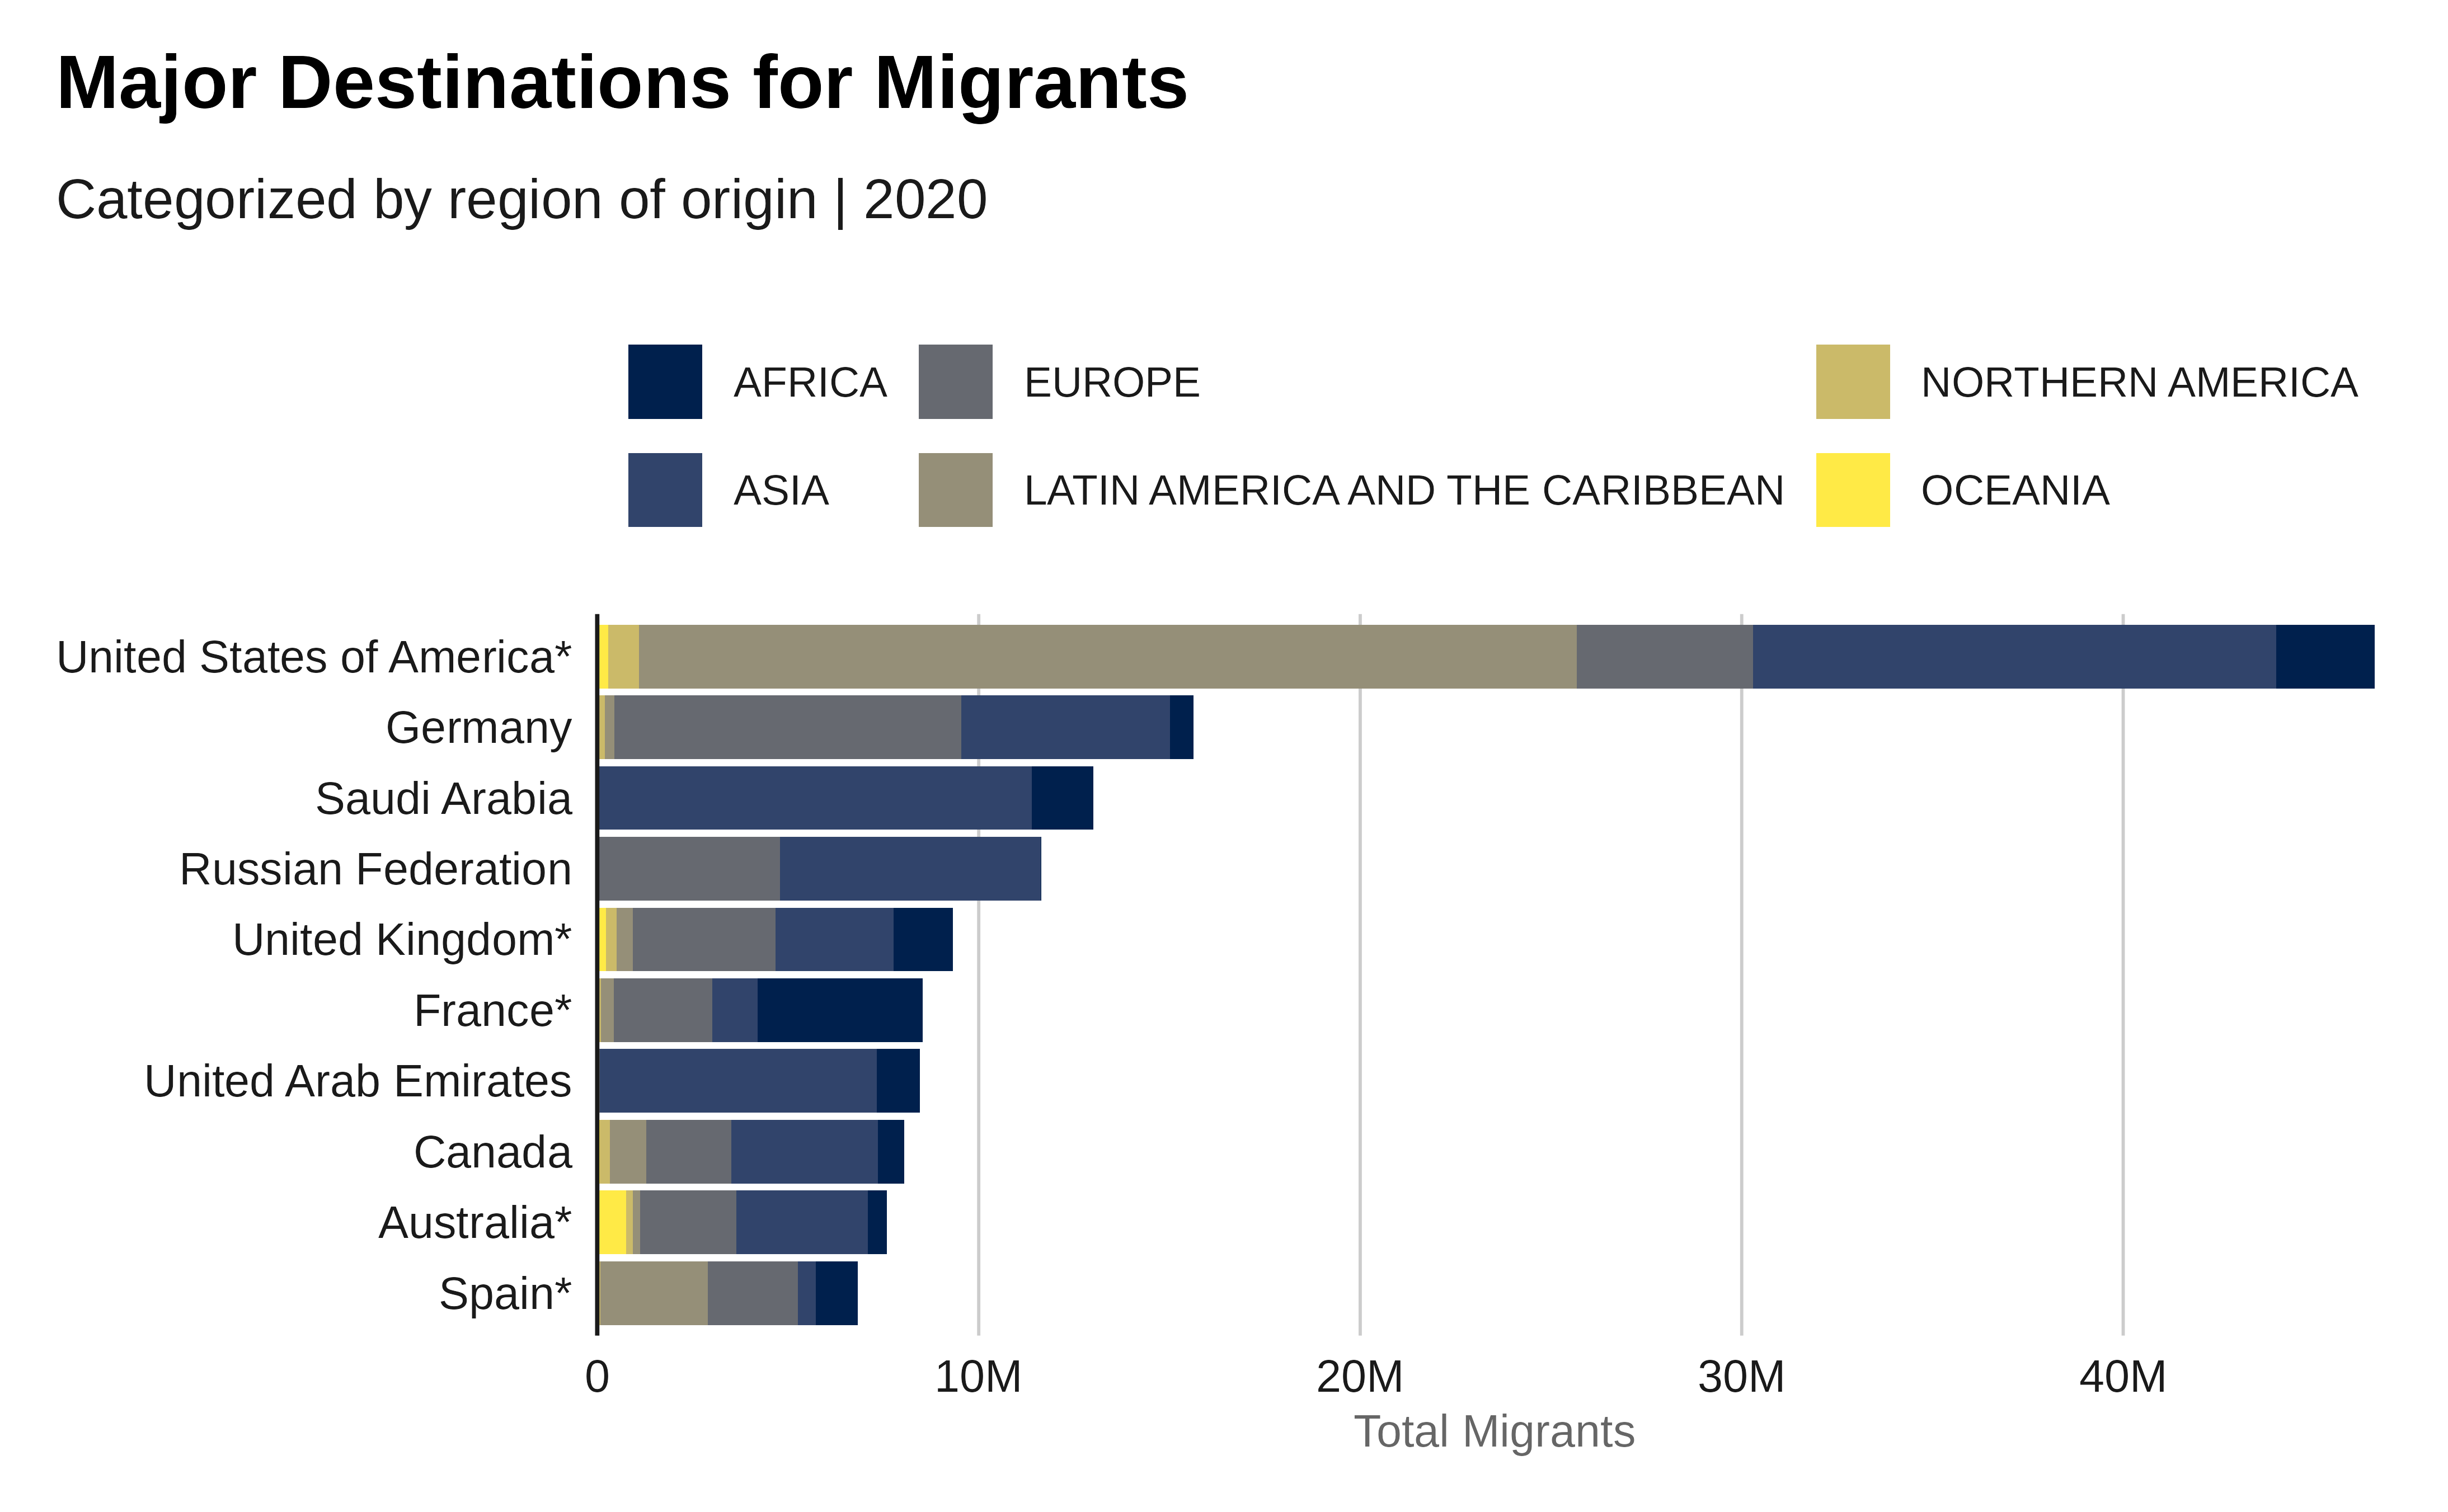 Major Destinations for Migrants
Categorized by region of origin | 2020
AFRICA EUROPE NORTHERN AMERICA
ASIA LATIN AMERICA AND THE CARIBBEAN OCEANIA
United States of America*
Germany
Saudi Arabia
Russian Federation
United Kingdom*
France*
United Arab Emirates
Canada
Australia*
Spain*
0 10M 20M 30M 40M
Total Migrants